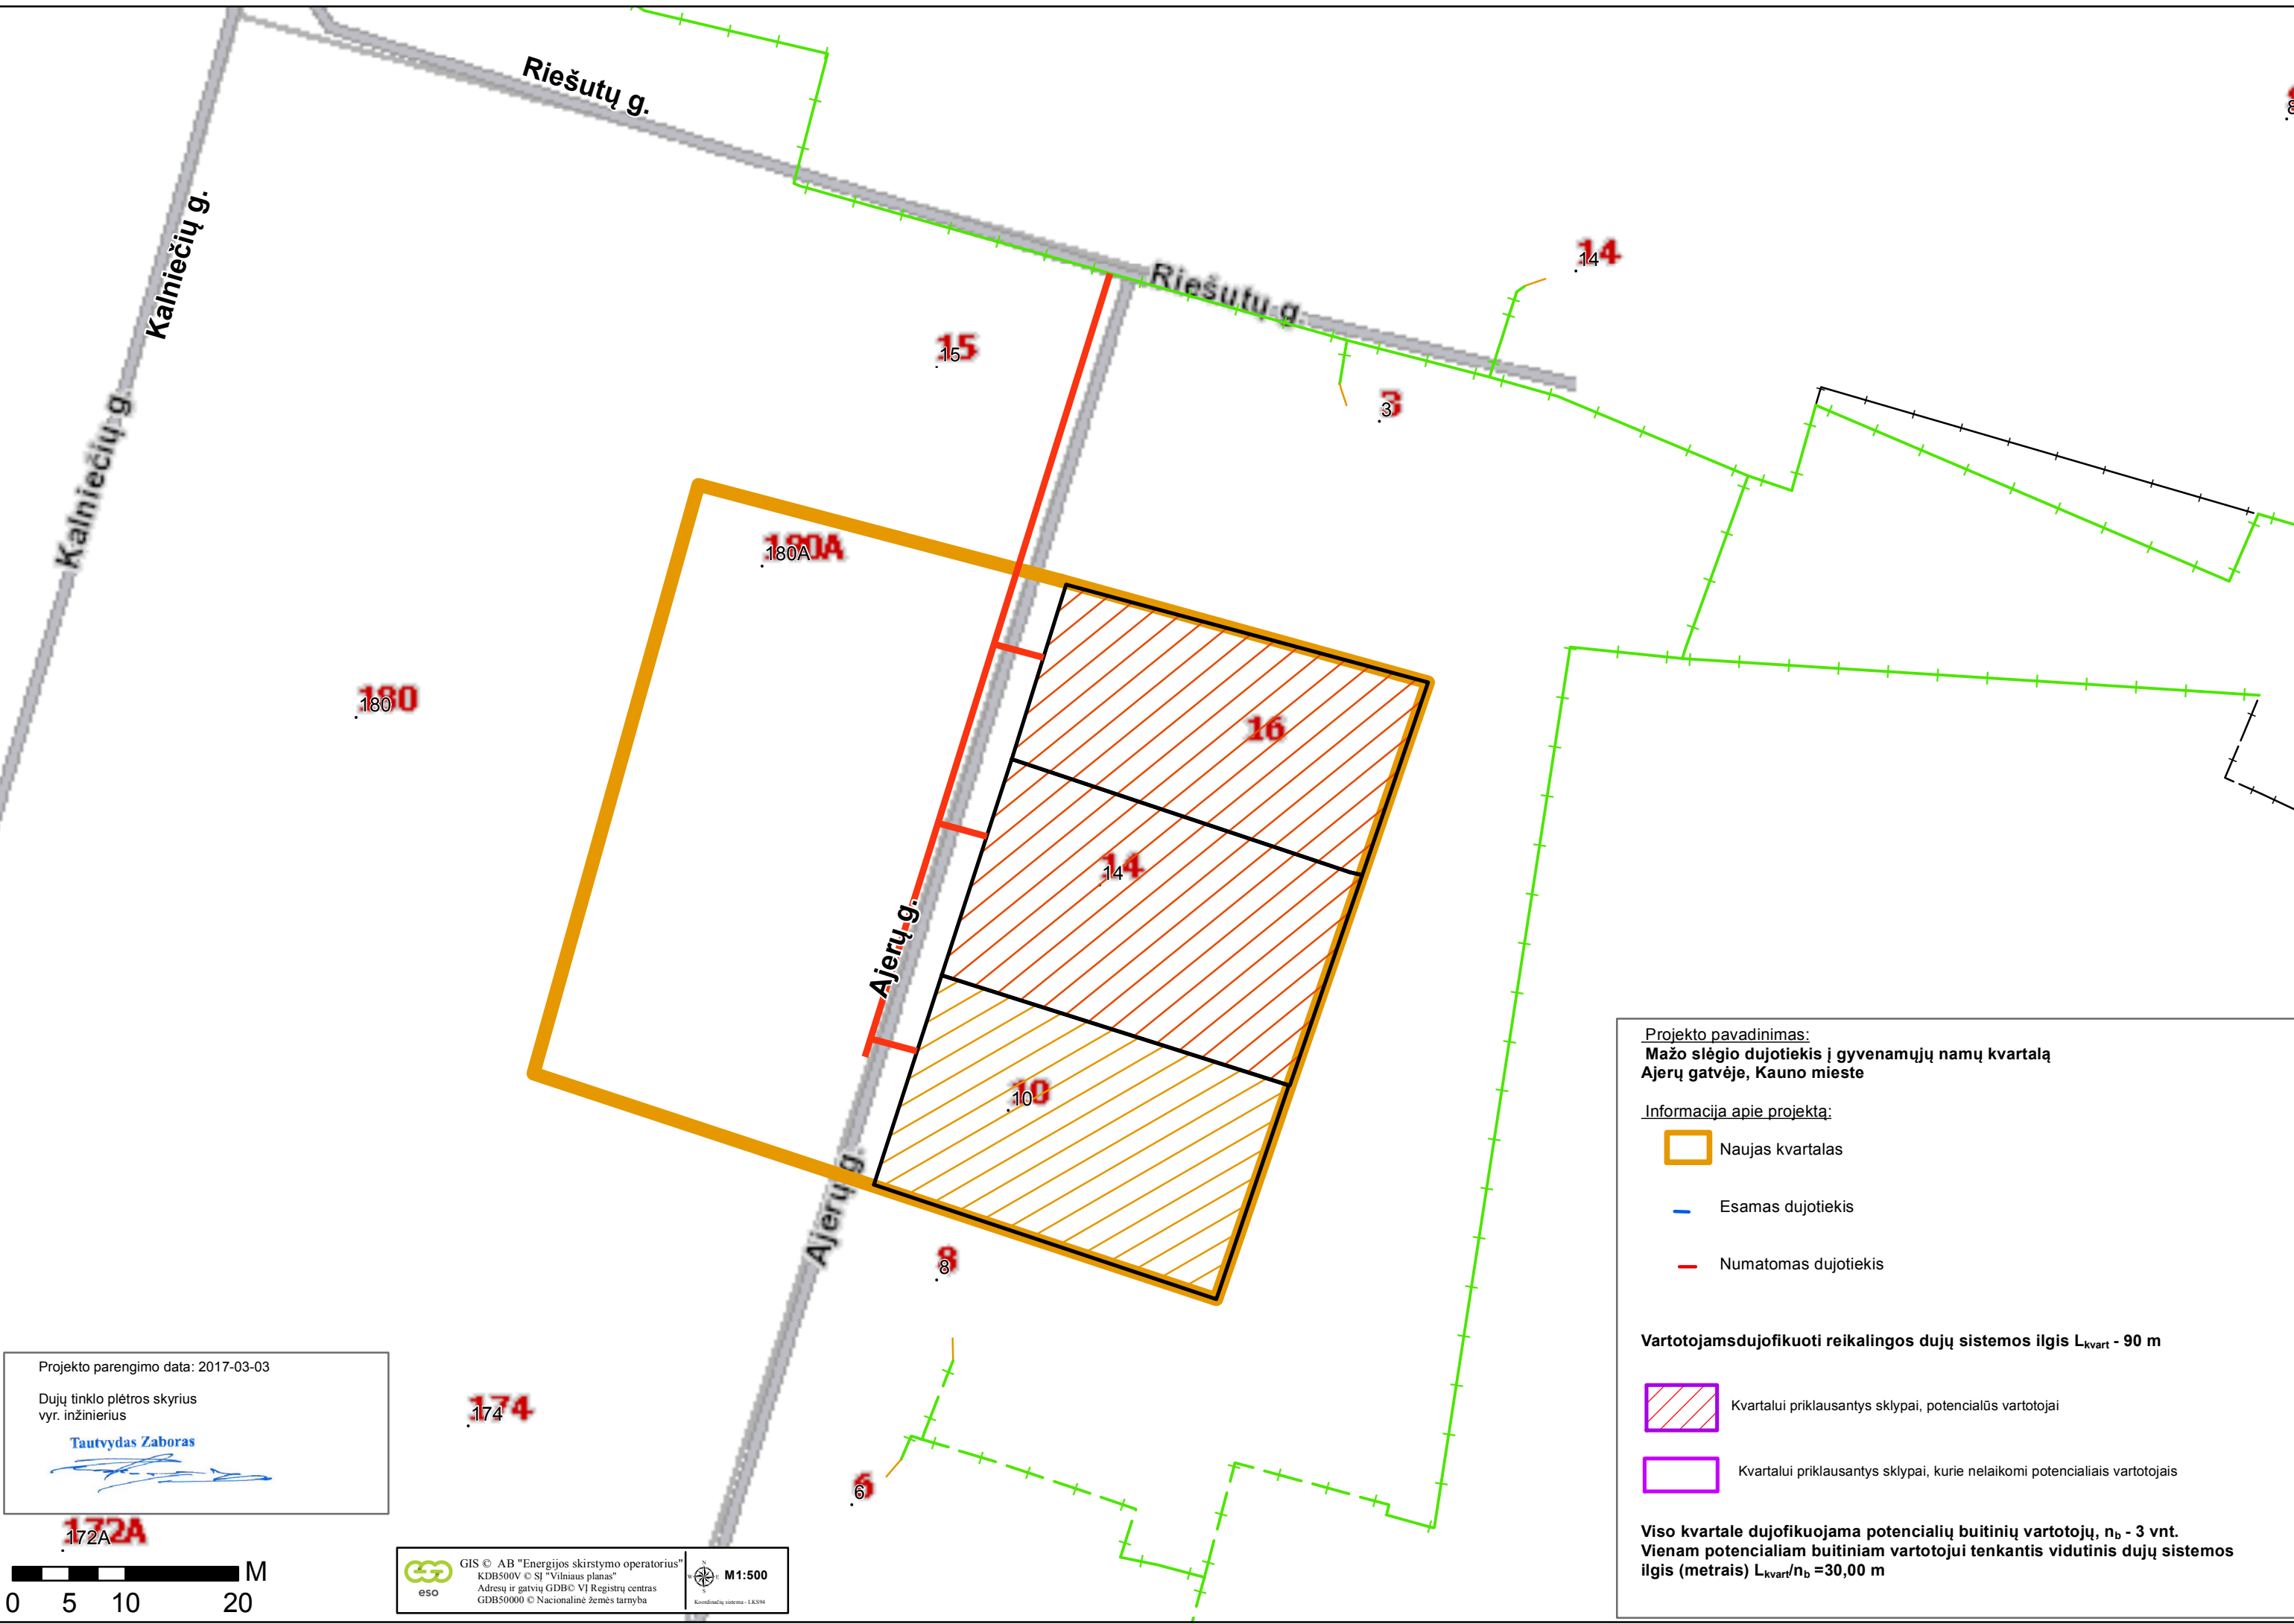 Riešutų g.
Kalniečių g.
Riešutų g.
14
14
15
15
3
3
Kalniečių g.
180A
180A
180
180
16
14
14
Ajerų g.
10
10
Ajerų g.
8
8
174
174
6
6
172A
172A
8
Projekto pavadinimas:
Mažo slėgio dujotiekis į gyvenamųjų namų kvartalą
Ajerų gatvėje, Kauno mieste
Informacija apie projektą:
Naujas kvartalas
Esamas dujotiekis
Numatomas dujotiekis
Vartotojamsdujofikuoti reikalingos dujų sistemos ilgis Lkvart - 90 m
Kvartalui priklausantys sklypai, potencialūs vartotojai
Kvartalui priklausantys sklypai, kurie nelaikomi potencialiais vartotojais
Viso kvartale dujofikuojama potencialių buitinių vartotojų, nb - 3 vnt.
Vienam potencialiam buitiniam vartotojui tenkantis vidutinis dujų sistemos
ilgis (metrais) Lkvart/nb =30,00 m
Projekto parengimo data: 2017-03-03
Dujų tinklo plėtros skyrius
vyr. inžinierius
Tautvydas Zaboras
M
0 5 10 20
eso
GIS © AB "Energijos skirstymo operatorius"
KDB500V © SĮ "Vilniaus planas"
Adresų ir gatvių GDB© VĮ Registrų centras
GDB50000 © Nacionalinė žemės tarnyba
N
W E
S
M1:500
Koordinačių sistema - LKS94